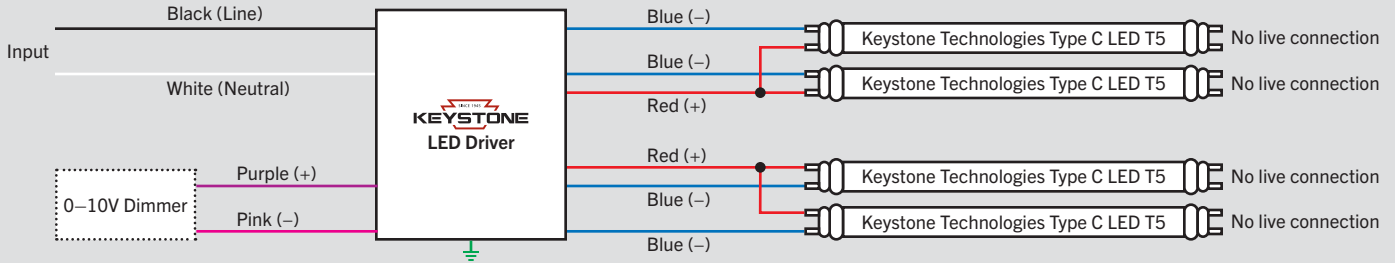 Black (Line)
Input
White (Neutral)
0–10V Dimmer
Purple (+)
Pink (–)
SINCE 1945
KEYSTONE
LED Driver
Blue (–)
Keystone Technologies Type C LED T5
No live connection
Blue (–)
Keystone Technologies Type C LED T5
No live connection
Red (+)
Red (+)
Keystone Technologies Type C LED T5
No live connection
Blue (–)
Keystone Technologies Type C LED T5
No live connection
Blue (–)